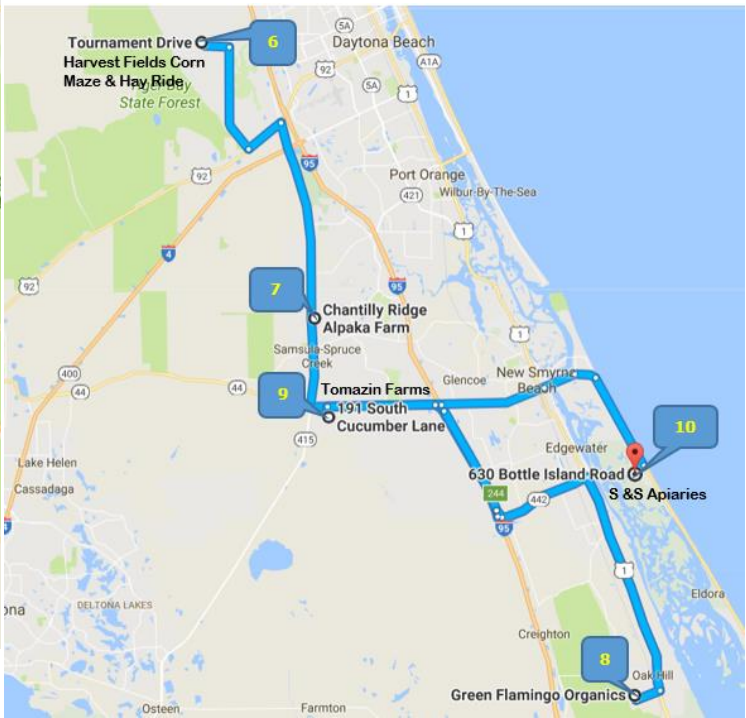 Tournament Drive
6
Harvest Fields Corn
Maze & Hay Ride
State Forest
92
5A
Daytona Beach
A1A
92
5A
1
95
92
Port Orange
421
Wilbur-By-The-Sea
1
4
92
7
Chantilly Ridge
Alpaka Farm
95
Samsula-Spruce
Creek
1
400
44
44
9
Tomazin Farms
191 South
Cucumber Lane
Glencoe
New Smyrna
Beach
415
Edgewater
10
Lake Helen
Cassadaga
630 Bottle Island Road
S &S Apiaries
244
442
95
1
DELTONA LAKES
Eldora
Creighton
8
Oak Hill
Green Flamingo Organics
Osteen
Farmton